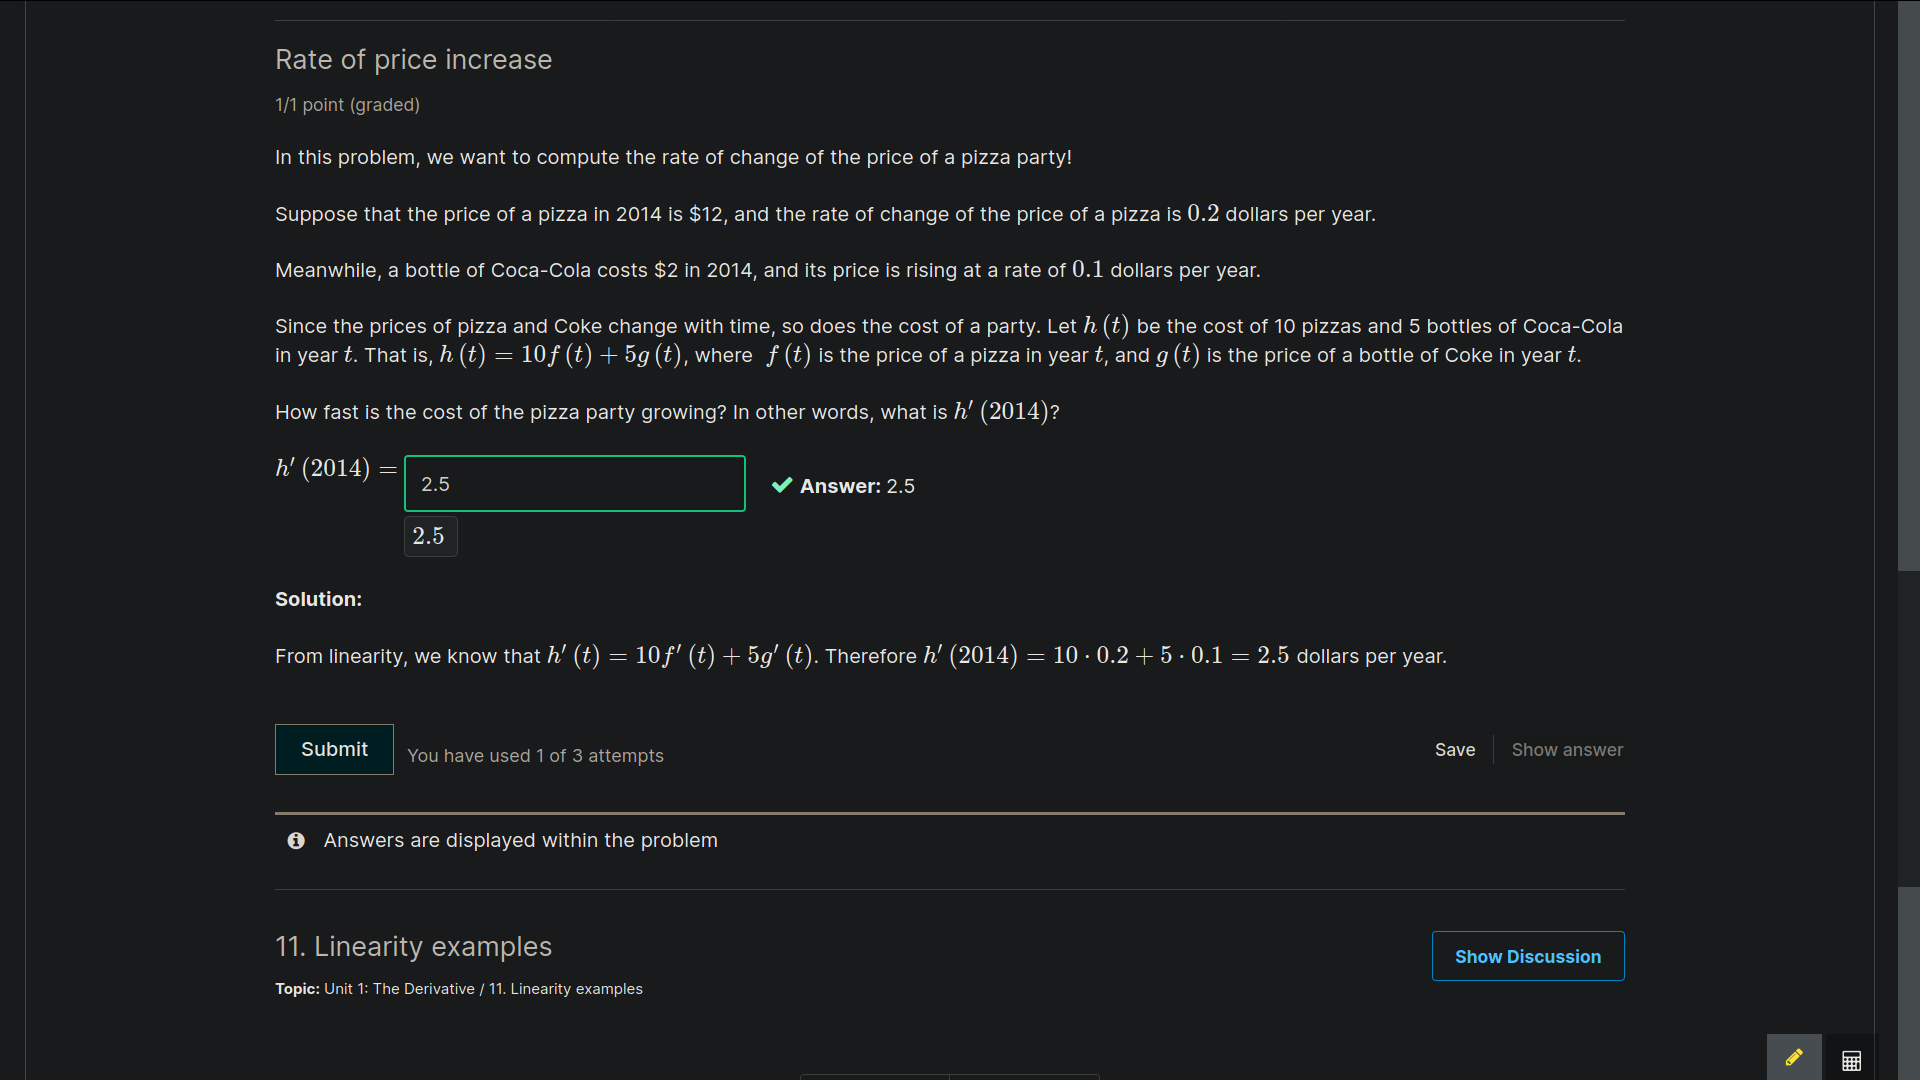 Rate of price increase
1/1 point (graded)
In this problem, we want to compute the rate of change of the price of a pizza party!
Suppose that the price of a pizza in 2014 is $12, and the rate of change of the price of a pizza is 0.2 dollars per year.
Meanwhile, a bottle of Coca-Cola costs $2 in 2014, and its price is rising at a rate of 0.1 dollars per year.
Since the prices of pizza and Coke change with time, so does the cost of a party. Let h (t) be the cost of 10 pizzas and 5 bottles of Coca-Cola
in year t. That is, h (t) = 10f (t) + 5g (t), where f (t) is the price of a pizza in year t, and g (t) is the price of a bottle of Coke in year t.
How fast is the cost of the pizza party growing? In other words, what is h′ (2014)?
h′ (2014) = 2.5 Answer: 2.5
2.5
Solution:
From linearity, we know that h′ (t) = 10f′ (t) + 5g′ (t). Therefore h′ (2014) = 10 · 0.2 + 5 · 0.1 = 2.5 dollars per year.
Submit You have used 1 of 3 attempts Save Show answer
Answers are displayed within the problem
11. Linearity examples Show Discussion
Topic: Unit 1: The Derivative / 11. Linearity examples